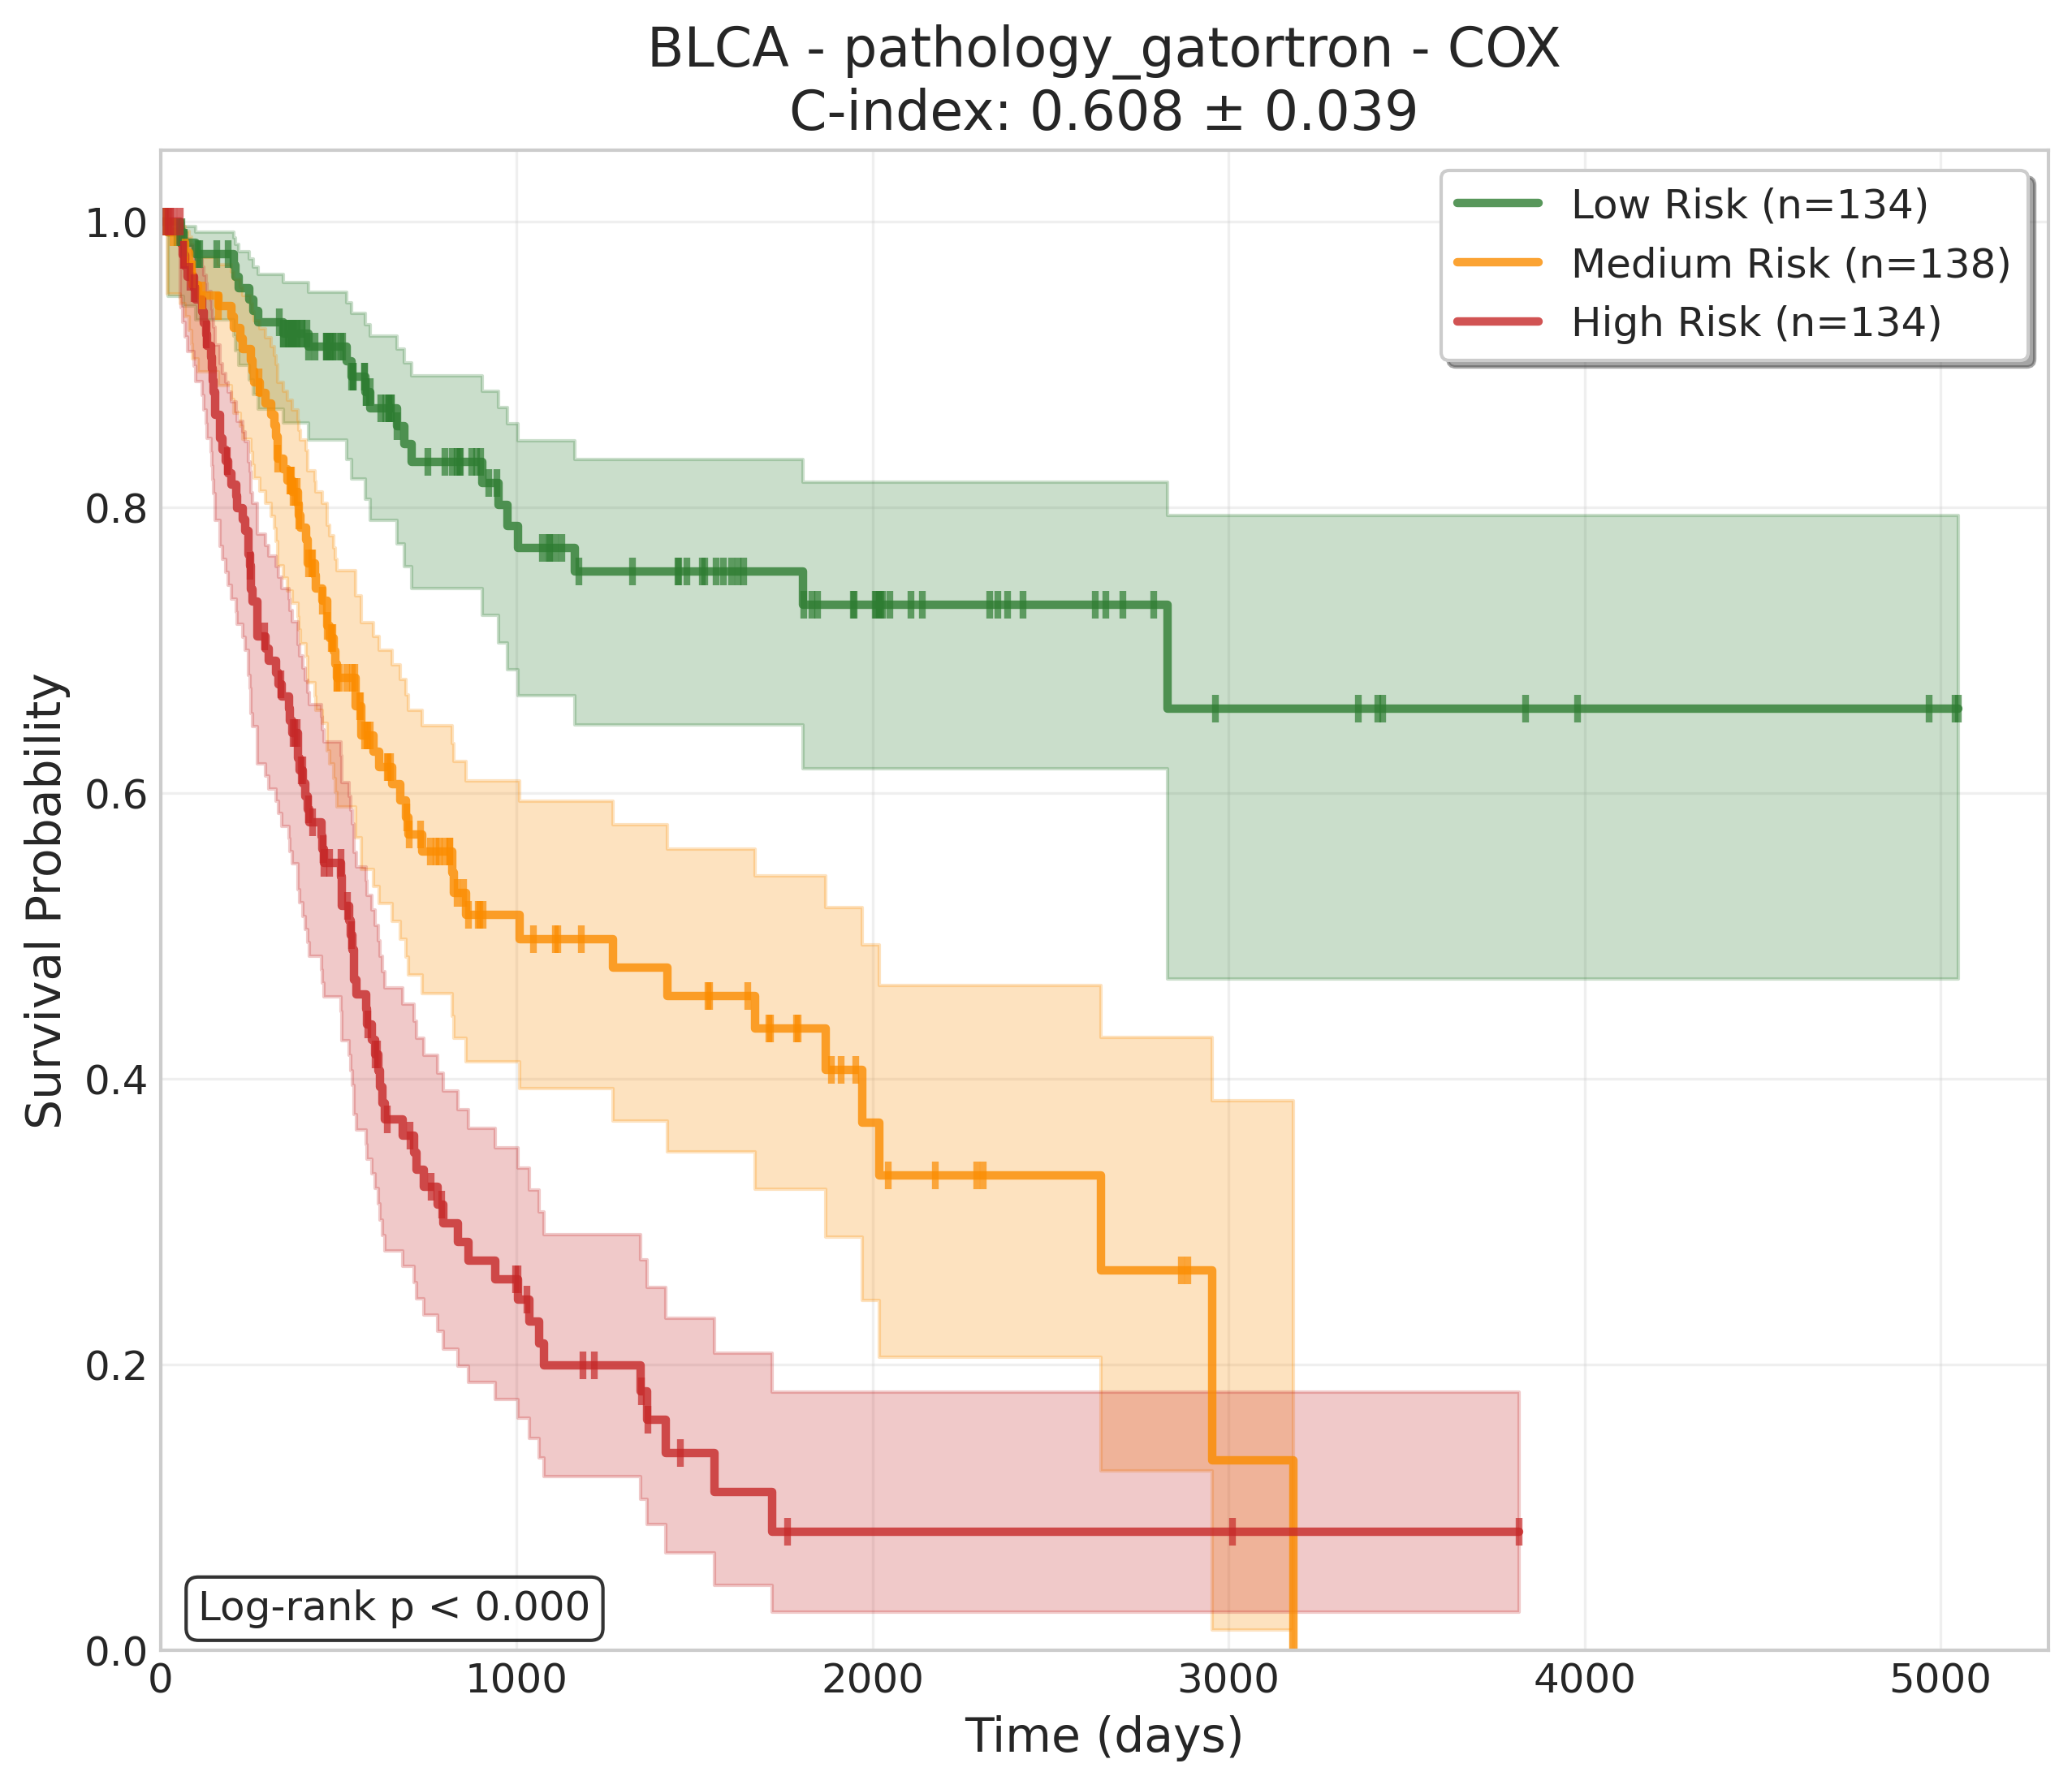 BLCA - pathology_gatortron - COX
C-index: 0.608 ± 0.039
Low Risk (n=134)
Medium Risk (n=138)
High Risk (n=134)
Survival Probability
1.0
0.8
0.6
0.4
0.2
0.0
Log-rank p < 0.000
0 1000 2000 3000 4000 5000
Time (days)